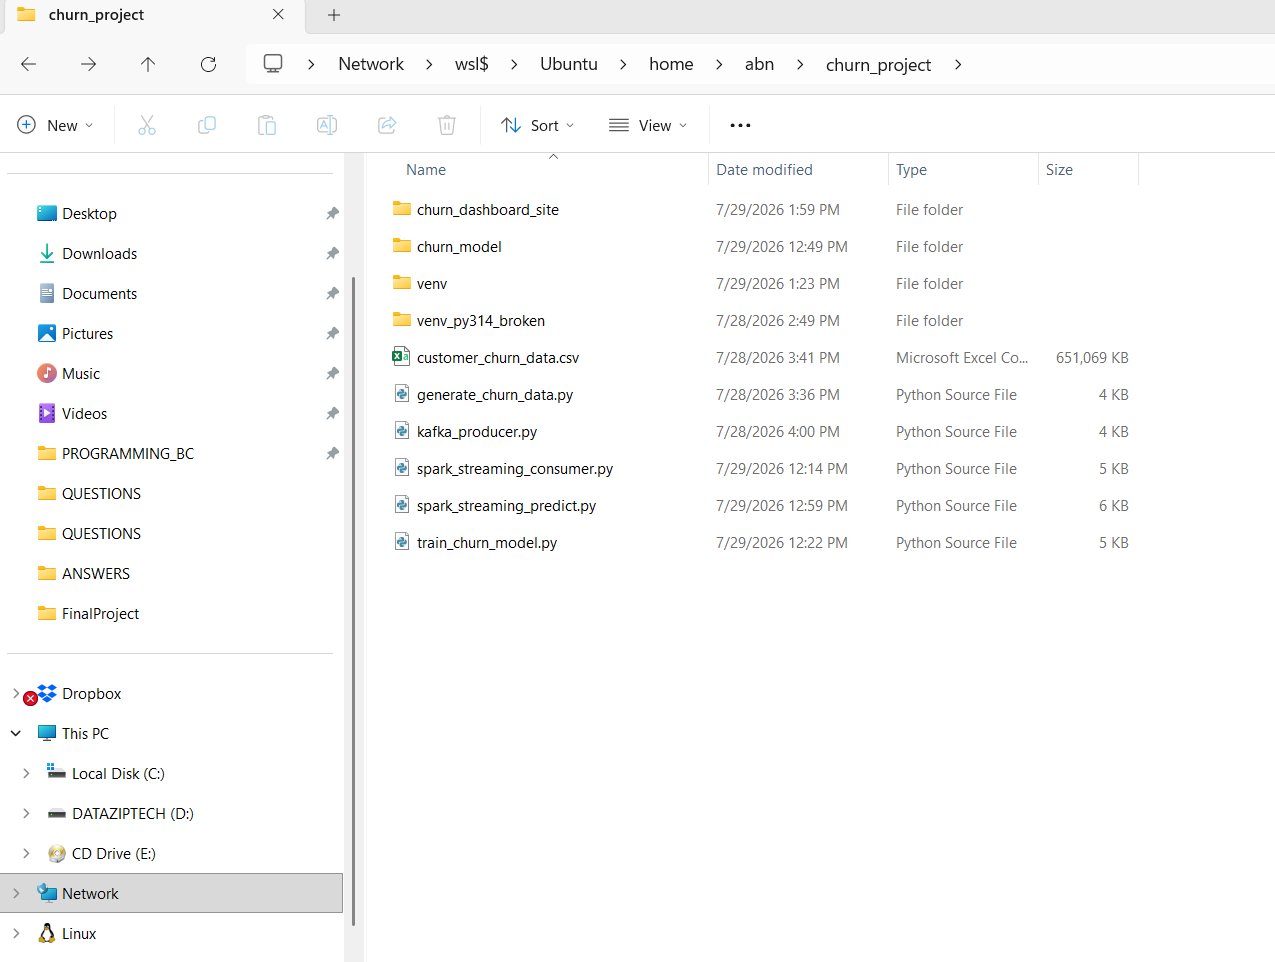 churn_project
Network > wsl$ > Ubuntu > home > abn > churn_project >
New Sort View ...
Name Date modified Type Size
churn_dashboard_site 7/29/2026 1:59 PM File folder
churn_model 7/29/2026 12:49 PM File folder
venv 7/29/2026 1:23 PM File folder
venv_py314_broken 7/28/2026 2:49 PM File folder
customer_churn_data.csv 7/28/2026 3:41 PM Microsoft Excel Co... 651,069 KB
generate_churn_data.py 7/28/2026 3:36 PM Python Source File 4 KB
kafka_producer.py 7/28/2026 4:00 PM Python Source File 4 KB
spark_streaming_consumer.py 7/29/2026 12:14 PM Python Source File 5 KB
spark_streaming_predict.py 7/29/2026 12:59 PM Python Source File 6 KB
train_churn_model.py 7/29/2026 12:22 PM Python Source File 5 KB
Desktop
Downloads
Documents
Pictures
Music
Videos
PROGRAMMING_BC
QUESTIONS
QUESTIONS
ANSWERS
FinalProject
Dropbox
This PC
Local Disk (C:)
DATAZIPTECH (D:)
CD Drive (E:)
Network
Linux